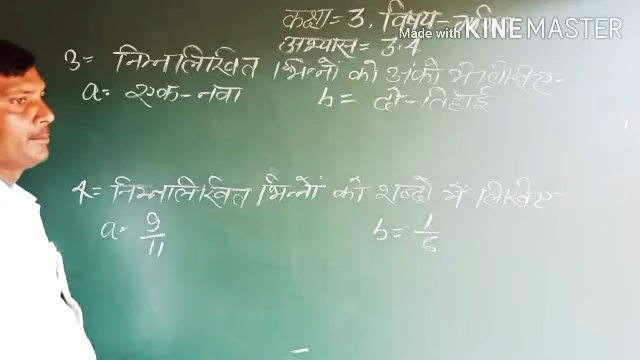 कक्षा = 3, विषय - गणित
Made with KINEMASTER
अभ्यास = 3.4
3 = निम्नलिखित भिन्नों को अंकों में लिखिए -
a = एक - नवा b = दो - तिहाई
4 = निम्नलिखित भिन्नों को शब्दों में लिखिए -
a = 9/11 b = 1/6